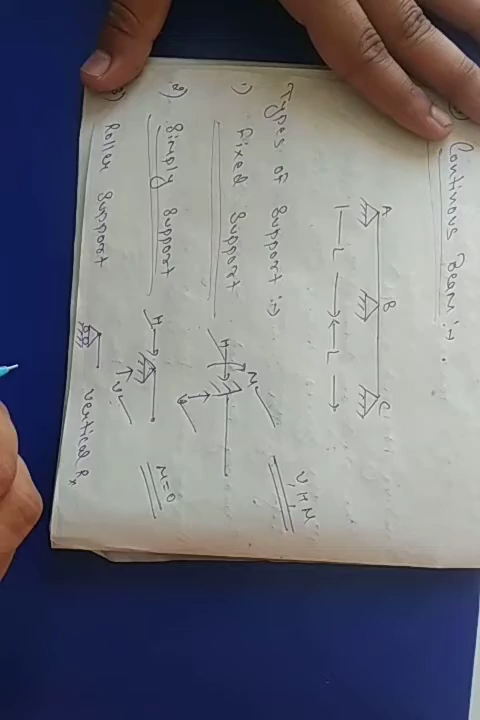 Continuous Beam :-
A B C
L L
Types of Support :-
1) Fixed Support
H M V
V, H, M
2) Simply Support
H V
M=0
3) Roller Support
Vertical Rx